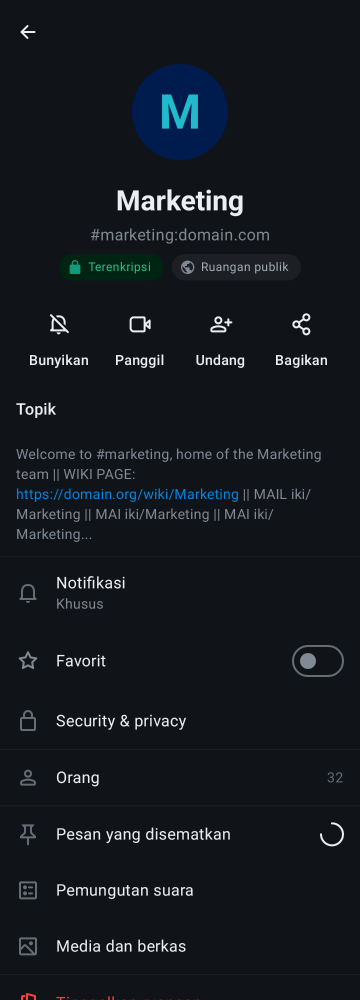 M
Marketing
#marketing:domain.com
Terenkripsi
Ruangan publik
Bunyikan
Panggil
Undang
Bagikan
Topik
Welcome to #marketing, home of the Marketing
team || WIKI PAGE:
https://domain.org/wiki/Marketing || MAIL iki/
Marketing || MAI iki/Marketing || MAI iki/
Marketing...
Notifikasi
Khusus
Favorit
Security & privacy
Orang
32
Pesan yang disematkan
Pemungutan suara
Media dan berkas